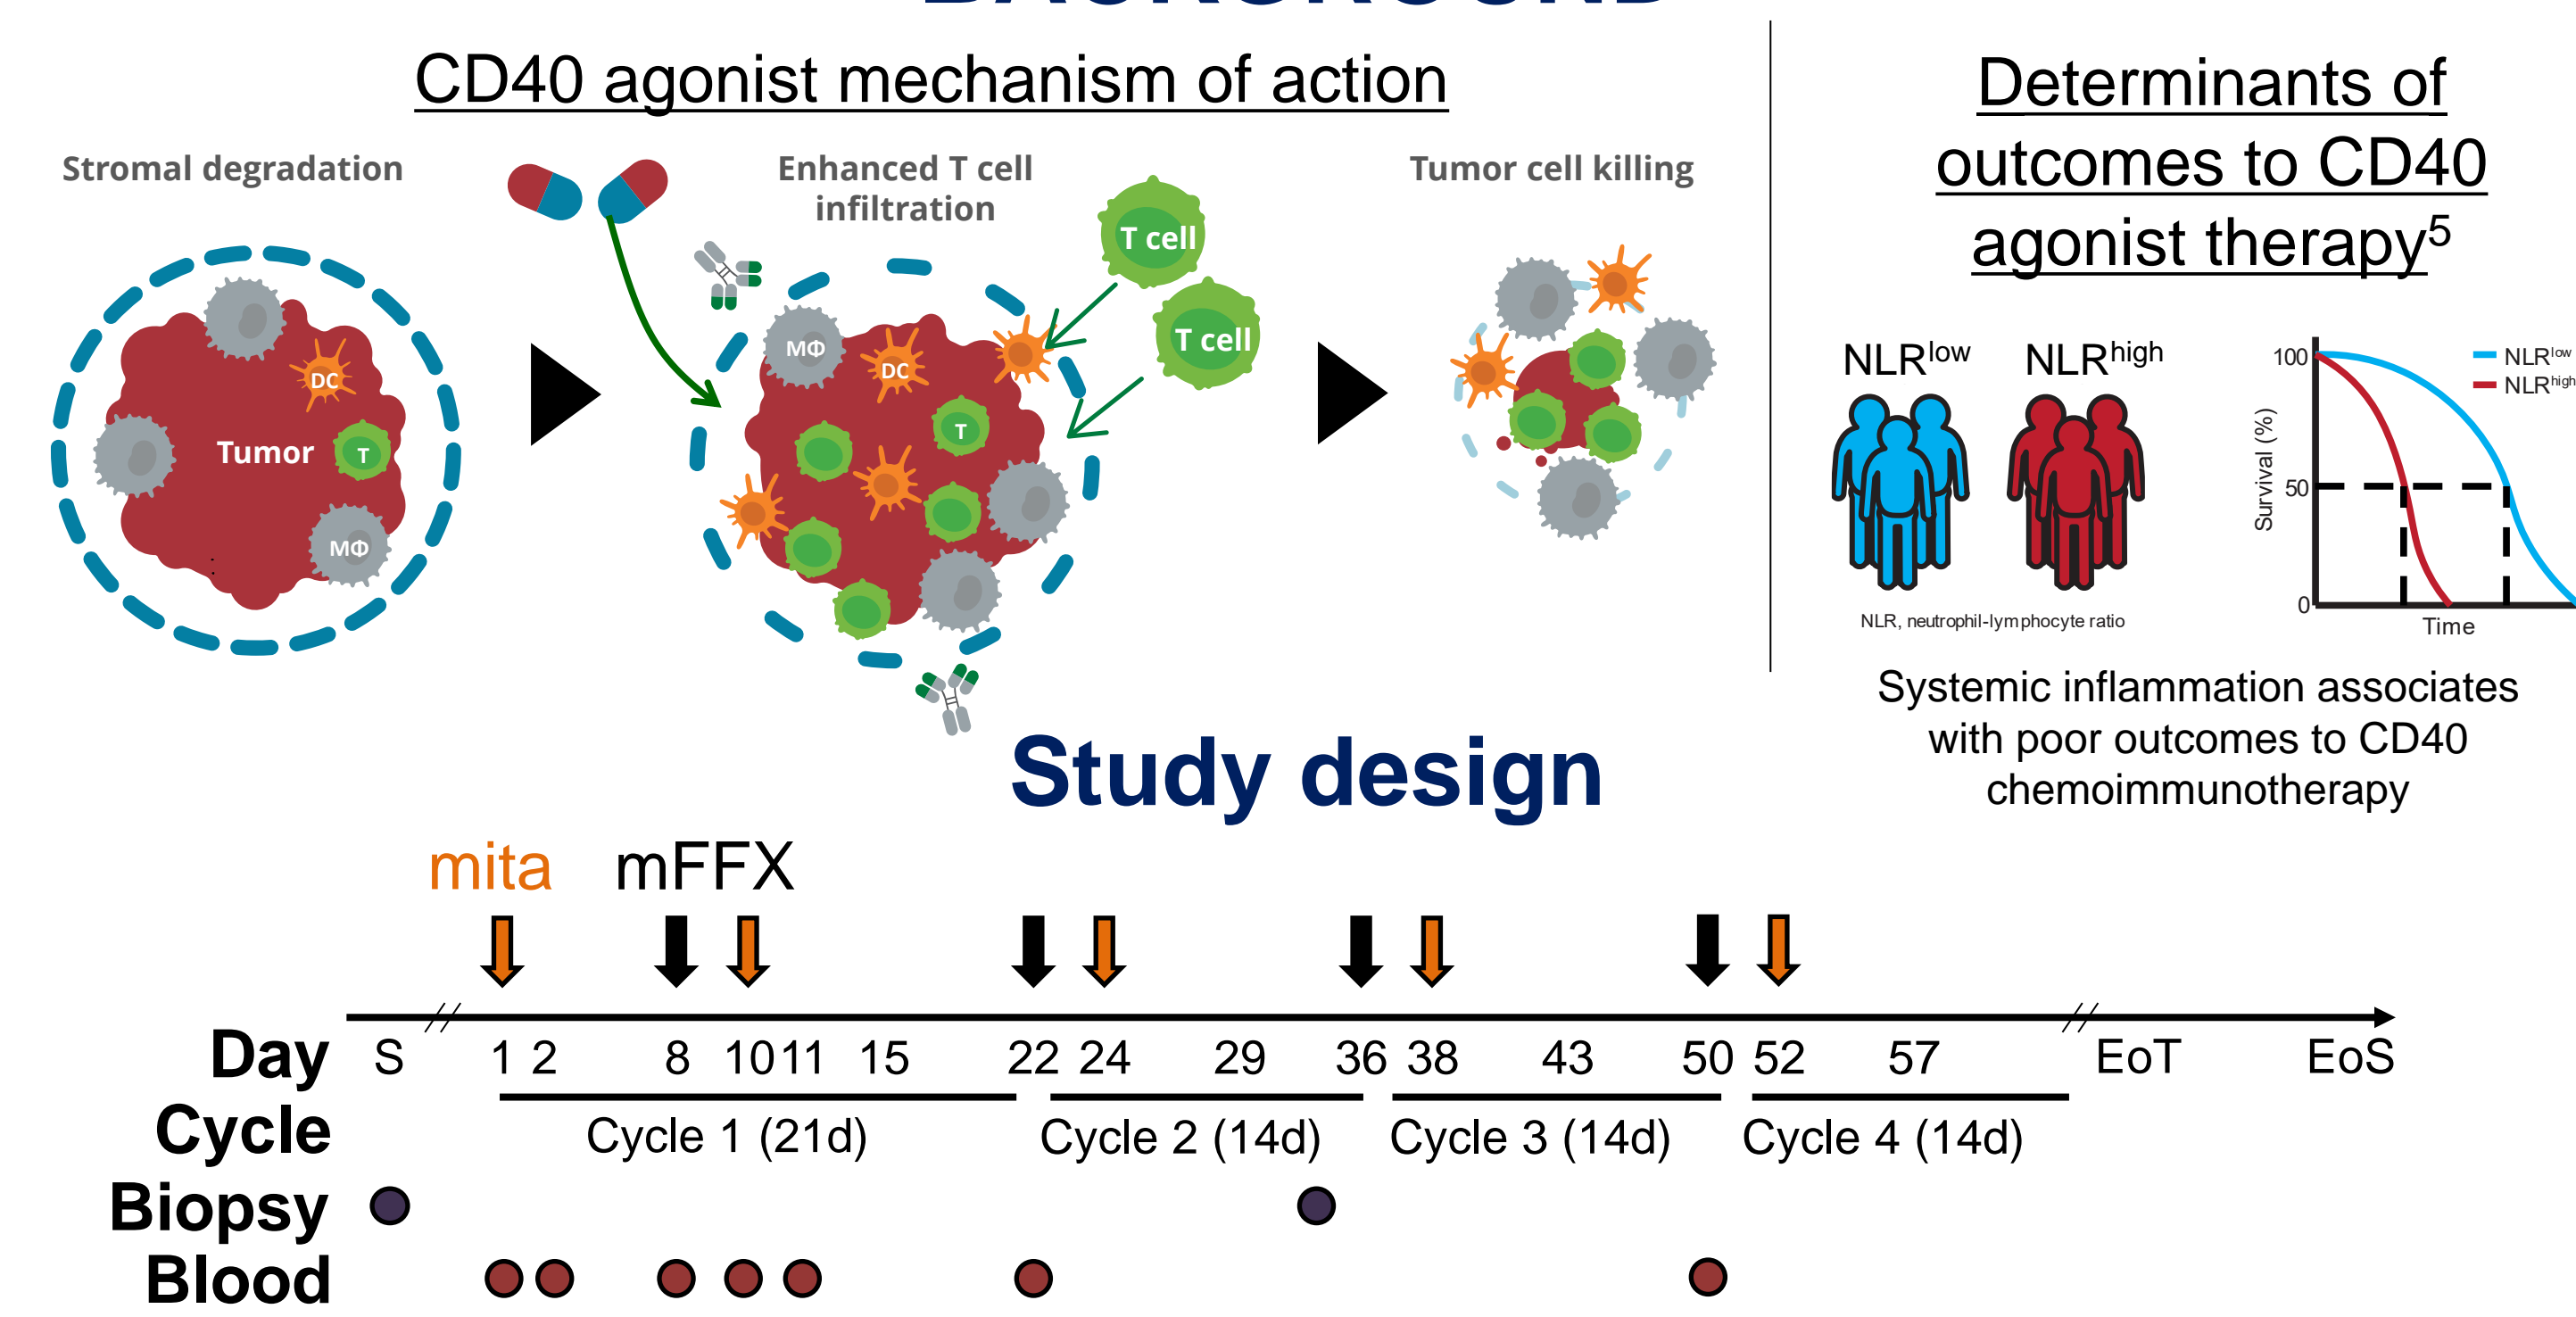 BACKGROUND
CD40 agonist mechanism of action
Stromal degradation
Enhanced T cell
infiltration
Tumor cell killing
T cell
T cell
DC
Tumor
T
MΦ
MΦ
DC
T
Determinants of
outcomes to CD40
agonist therapy5
NLRlow
NLRhigh
NLR, neutrophil-lymphocyte ratio
100
50
0
Survival (%)
Time
NLRlow
NLRhigh
Systemic inflammation associates
with poor outcomes to CD40
chemoimmunotherapy
Study design
mita
mFFX
Day S 1 2 8 10 11 15 22 24 29 36 38 43 50 52 57 EoT EoS
Cycle Cycle 1 (21d) Cycle 2 (14d) Cycle 3 (14d) Cycle 4 (14d)
Biopsy
Blood